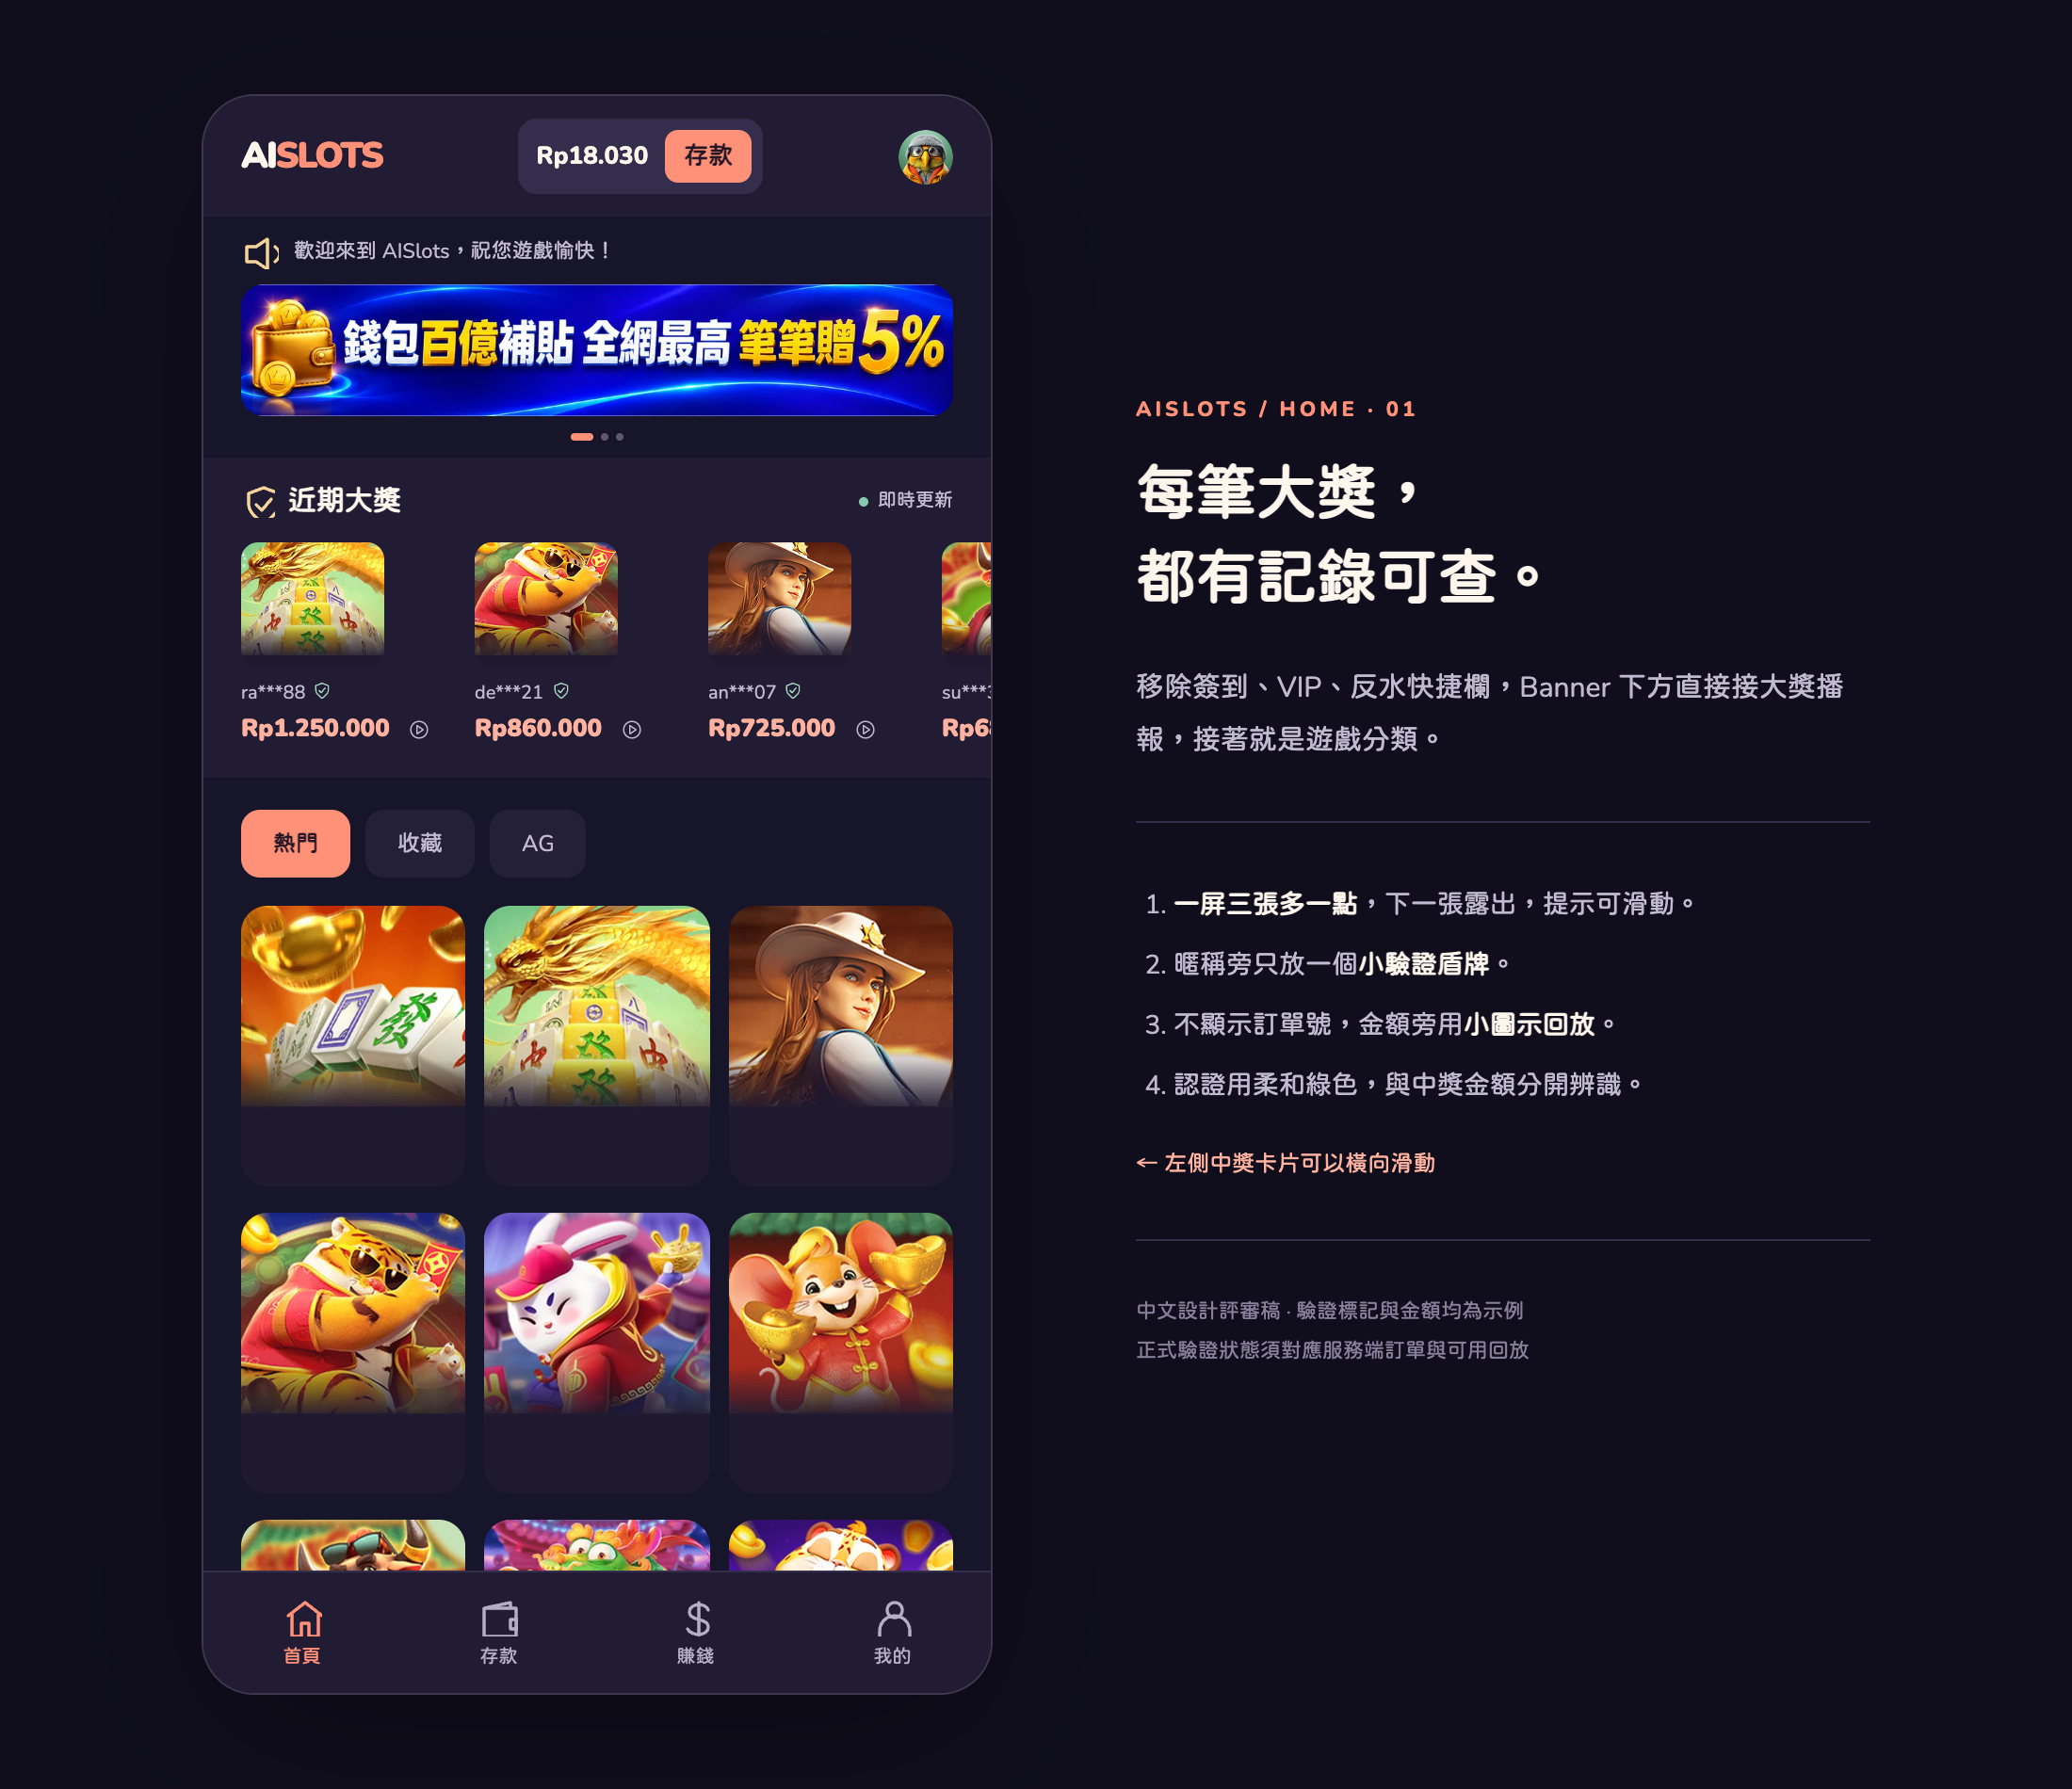 AISLOTS
Rp18.030 存款
歡迎來到 AISlots，祝您遊戲愉快！
錢包百億補貼 全網最高 筆筆贈5%
近期大獎
即時更新
ra***88
Rp1.250.000
de***21
Rp860.000
an***07
Rp725.000
su***
熱門
收藏
AG
首頁
存款
賺錢
我的
AISLOTS / HOME · 01
每筆大獎，
都有記錄可查。
移除簽到、VIP、反水快捷欄，Banner 下方直接接大獎播
報，接著就是遊戲分類。
1. 一屏三張多一點，下一張露出，提示可滑動。
2. 暱稱旁只放一個小驗證盾牌。
3. 不顯示訂單號，金額旁用小圖示回放。
4. 認證用柔和綠色，與中獎金額分開辨識。
← 左側中獎卡片可以橫向滑動
中文設計評審稿 · 驗證標記與金額均為示例
正式驗證狀態須對應服務端訂單與可用回放